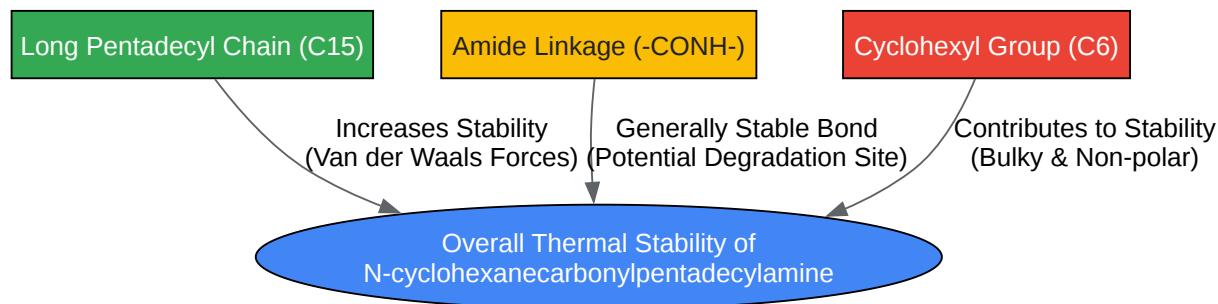 Long Pentadecyl Chain (C15)
Amide Linkage (-CONH-)
Cyclohexyl Group (C6)
Increases Stability
(Van der Waals Forces)
Generally Stable Bond
(Potential Degradation Site)
Contributes to Stability
(Bulky & Non-polar)
Overall Thermal Stability of
N-cyclohexanecarbonylpentadecylamine